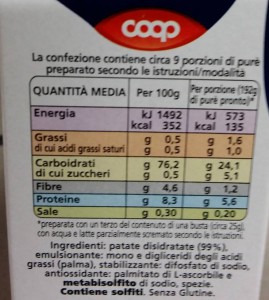 coop
La confezione contiene circa 9 porzioni di purè
preparato secondo le istruzioni/modalità
QUANTITÀ MEDIA Per 100g Per porzione (192g
di purè pronto)*
Energia kJ 1492 kJ 573
kcal 352 kcal 135
Grassi g 0,5 g 1,6
di cui acidi grassi saturi g 0,5 g 1,0
Carboidrati g 76,2 g 24,1
di cui zuccheri g 0,5 g 5,1
Fibre g 4,6 g 1,2
Proteine g 8,3 g 5,6
Sale g 0,30 g 0,20
*preparata con un terzo del contenuto di una busta (circa 25g),
con acqua e latte parzialmente scremato secondo le istruzioni.
Ingredienti: patate disidratate (99%),
emulsionante: mono e digliceridi degli acidi
grassi (palma), stabilizzante: difosfato di sodio,
antiossidante: palmitato di L-ascorbile e
metabisolfito di sodio, spezie.
Contiene solfiti. Senza Glutine.